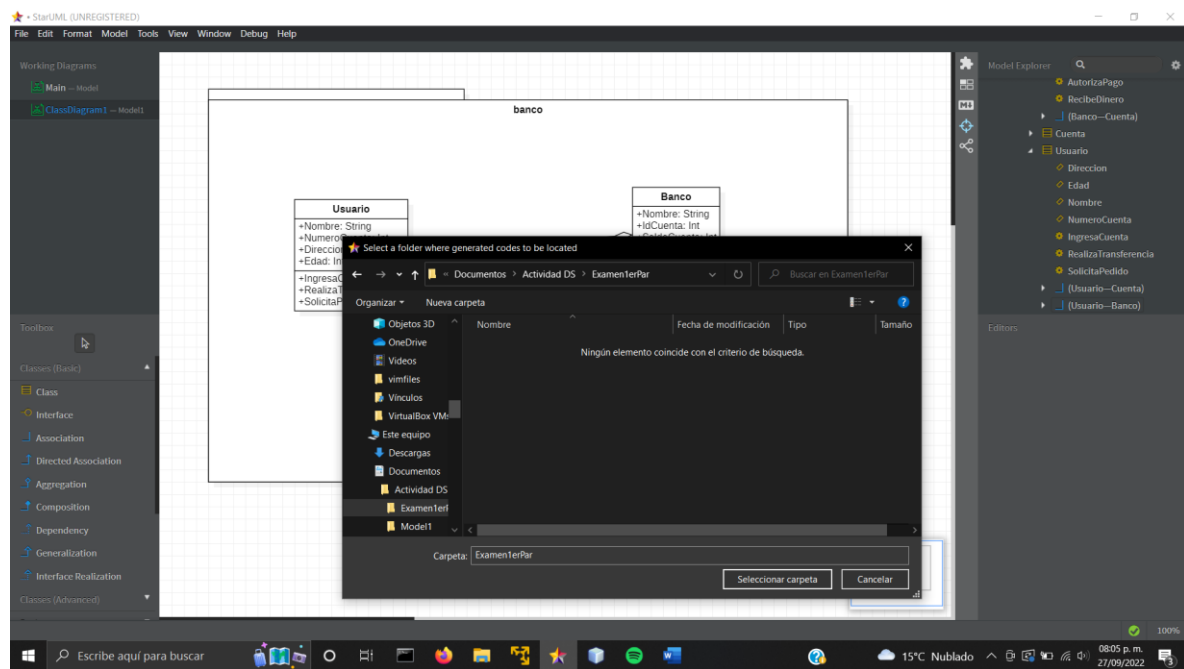 • StarUML (UNREGISTERED)
File Edit Format Model Tools View Window Debug Help
Working Diagrams
Main — Model
ClassDiagram1 — Model1
Toolbox
Classes (Basic)
Class
Interface
Association
Directed Association
Aggregation
Composition
Dependency
Generalization
Interface Realization
Classes (Advanced)
banco
Usuario
+Nombre: String
+Direccion
+Edad: In
+IngresaC
+RealizaT
+SolicitaP
Banco
+Nombre: String
+IdCuenta: Int
Select a folder where generated codes to be located
« Documentos > Actividad DS > Examen1erPar
Buscar en Examen1erPar
Organizar Nueva carpeta
Nombre Fecha de modificación Tipo Tamaño
Ningún elemento coincide con el criterio de búsqueda.
Objetos 3D
OneDrive
Videos
vimfiles
Vínculos
VirtualBox VMs
Este equipo
Descargas
Documentos
Actividad DS
Examen1erP
Model1
Carpeta: Examen1erPar
Seleccionar carpeta Cancelar
Model Explorer
AutorizaPago
RecibeDinero
(Banco—Cuenta)
Cuenta
Usuario
Direccion
Edad
Nombre
NumeroCuenta
IngresaCuenta
RealizaTransferencia
SolicitaPedido
(Usuario—Cuenta)
(Usuario—Banco)
Editors
100%
Escribe aquí para buscar
15°C Nublado
08:05 p. m.
27/09/2022
3